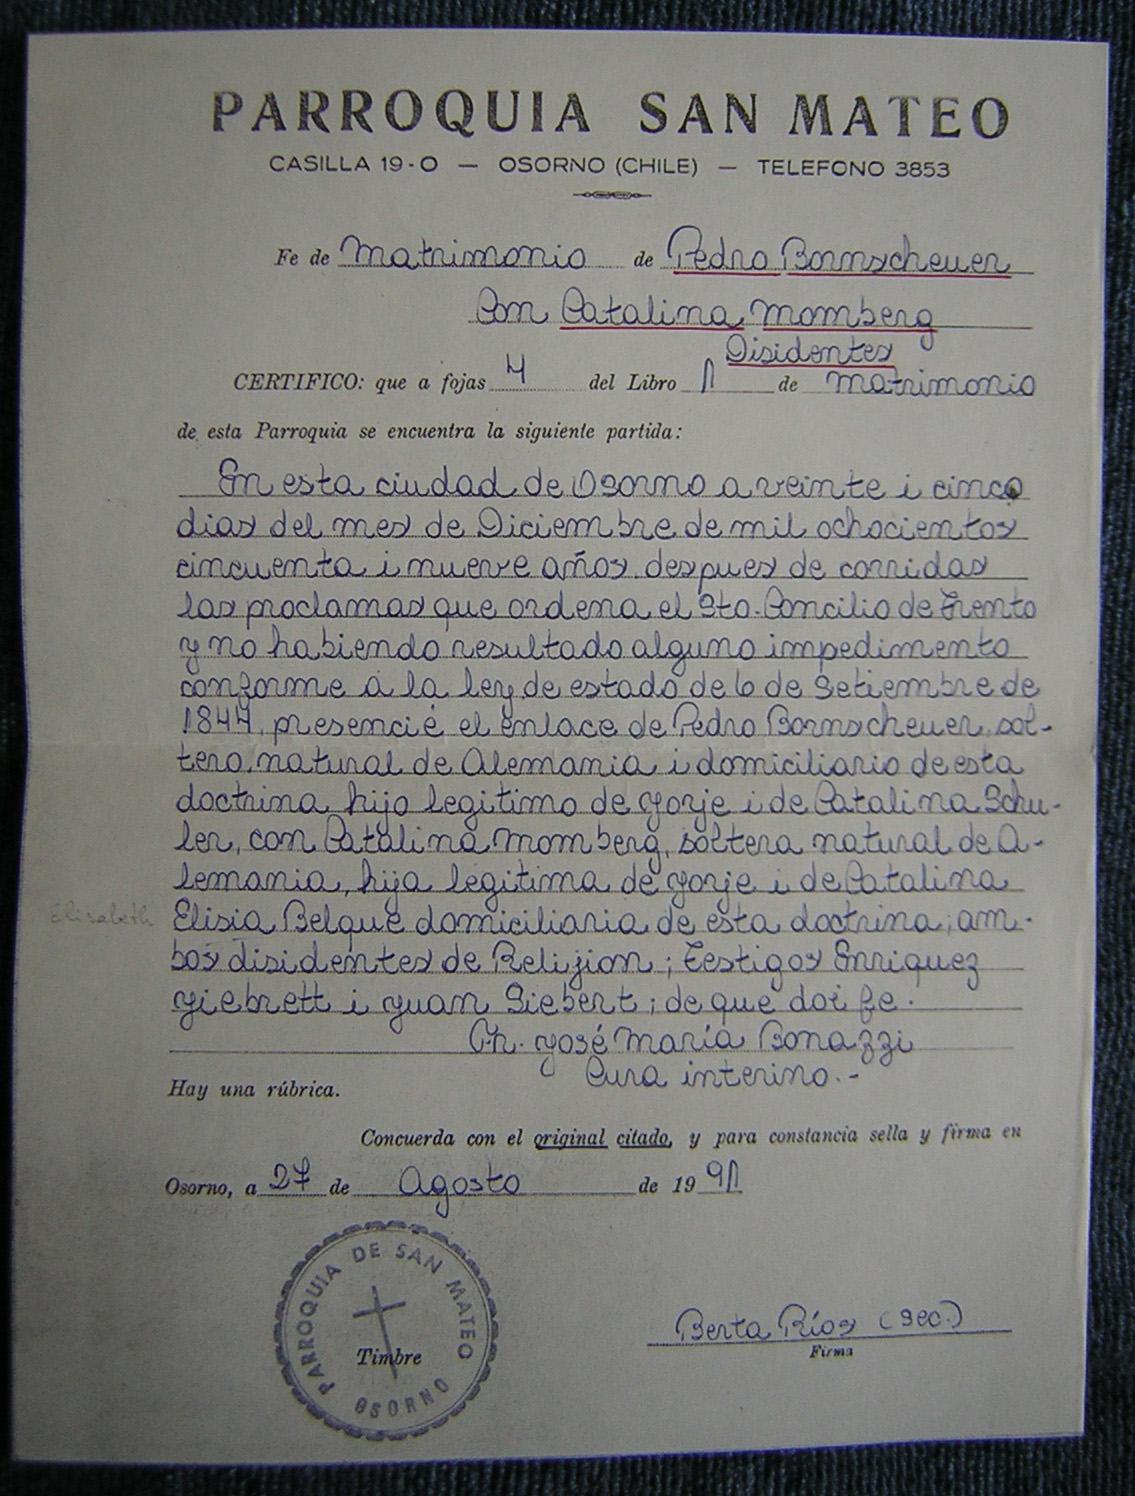 PARROQUIA SAN MATEO
CASILLA 19-O — OSORNO (CHILE) — TELEFONO 3853
Fe de Matrimonio de Pedro Bornscheuer
Con Catalina Momberg
Disidentes
CERTIFICO: que a fojas 4 del Libro 1 de Matrimonio
de esta Parroquia se encuentra la siguiente partida:
En esta ciudad de Osorno a veinte i cinco
dias del mes de Diciembre de mil ochocientos
cincuenta i nueve años, despues de corridas
las proclamas que ordena el Sto. Concilio de Trento
y no habiendo resultado alguno impedimento
conforme á la ley de estado de 6 de Setiembre de
1844, presencié el enlace de Pedro Bornscheuer, sol-
tero, natural de Alemania i domiciliario de esta
doctrina, hijo legitimo de Jorje i de Catalina Schu-
ler, con Catalina Momberg, soltera natural de A-
lemania, hija legitima de Jorje i de Catalina
Elisabeth Elisia Belque domiciliaria de esta doctrina; am-
bos disidentes de Relijion; Testigos Enriquez
Giebrett i Juan Siebert; de que doi fe.
Ph. José María Bonazzi
Cura interino.-
Hay una rúbrica.
Concuerda con el original citado, y para constancia sella y firma en
Osorno, a 27 de Agosto de 1991
PARROQUIA DE SAN MATEO
Timbre
OSORNO
Berta Ríos (Sec.)
Firma